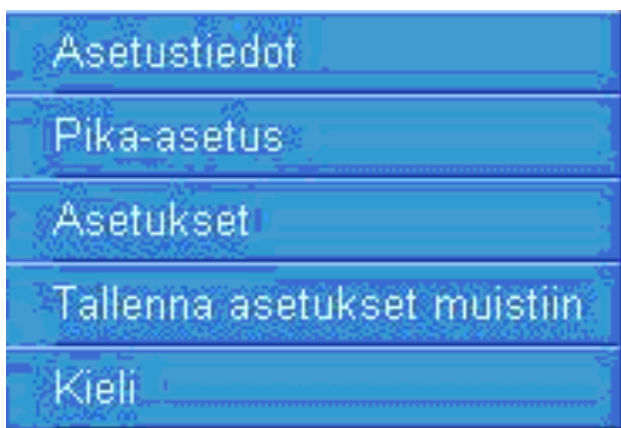 Asetustiedot
Pika-asetus
Asetukset
Tallenna asetukset muistiin
Kieli